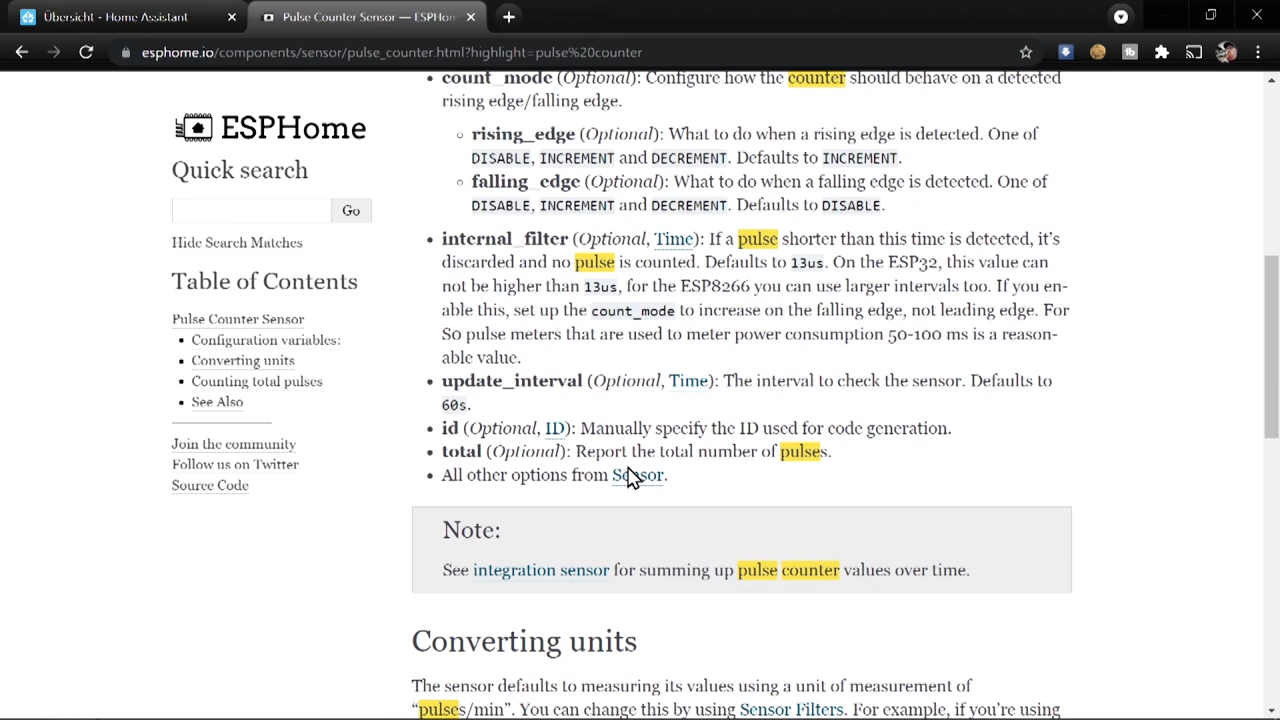 Übersicht - Home Assistant
Pulse Counter Sensor — ESPHom
esphome.io/components/sensor/pulse_counter.html?highlight=pulse%20counter
ESPHome
Quick search
Go
Hide Search Matches
Table of Contents
Pulse Counter Sensor
Configuration variables:
Converting units
Counting total pulses
See Also
Join the community
Follow us on Twitter
Source Code
• count_mode (Optional): Configure how the counter should behave on a detected
rising edge/falling edge.
◦ rising_edge (Optional): What to do when a rising edge is detected. One of
DISABLE, INCREMENT and DECREMENT. Defaults to INCREMENT.
◦ falling_edge (Optional): What to do when a falling edge is detected. One of
DISABLE, INCREMENT and DECREMENT. Defaults to DISABLE.
• internal_filter (Optional, Time): If a pulse shorter than this time is detected, it's
discarded and no pulse is counted. Defaults to 13us. On the ESP32, this value can
not be higher than 13us, for the ESP8266 you can use larger intervals too. If you en-
able this, set up the count_mode to increase on the falling edge, not leading edge. For
S0 pulse meters that are used to meter power consumption 50-100 ms is a reason-
able value.
• update_interval (Optional, Time): The interval to check the sensor. Defaults to
60s.
• id (Optional, ID): Manually specify the ID used for code generation.
• total (Optional): Report the total number of pulses.
• All other options from Sensor.
Note:
See integration sensor for summing up pulse counter values over time.
Converting units
The sensor defaults to measuring its values using a unit of measurement of
"pulses/min". You can change this by using Sensor Filters. For example, if you're using